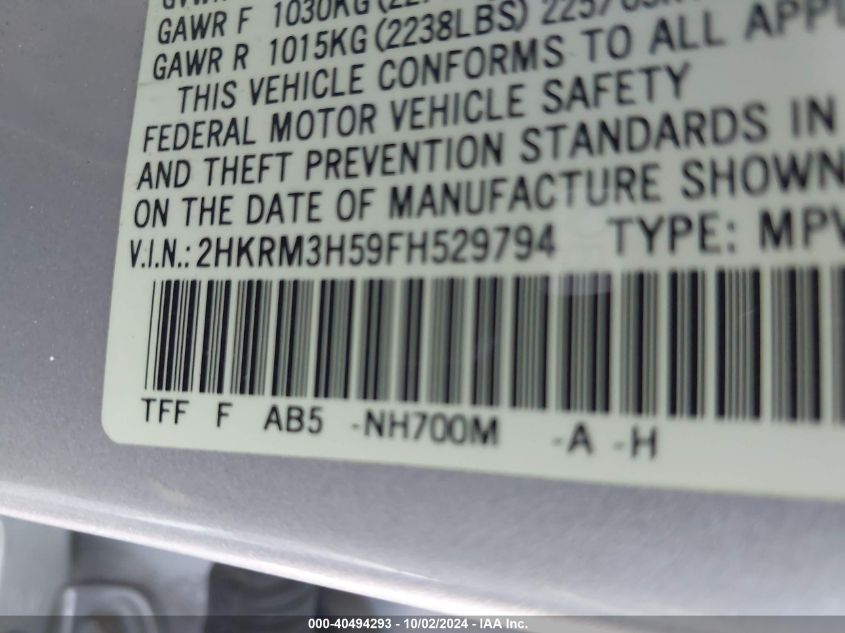 GAWR F 1030KG
GAWR R 1015KG (2238LBS)
THIS VEHICLE CONFORMS TO ALL
FEDERAL MOTOR VEHICLE SAFETY
AND THEFT PREVENTION STANDARDS IN
ON THE DATE OF MANUFACTURE SHOWN
V.I.N.: 2HKRM3H59FH529794 TYPE: MPV
TFF F AB5 -NH700M -A -H
000-40494293 - 10/02/2024 - IAA Inc.